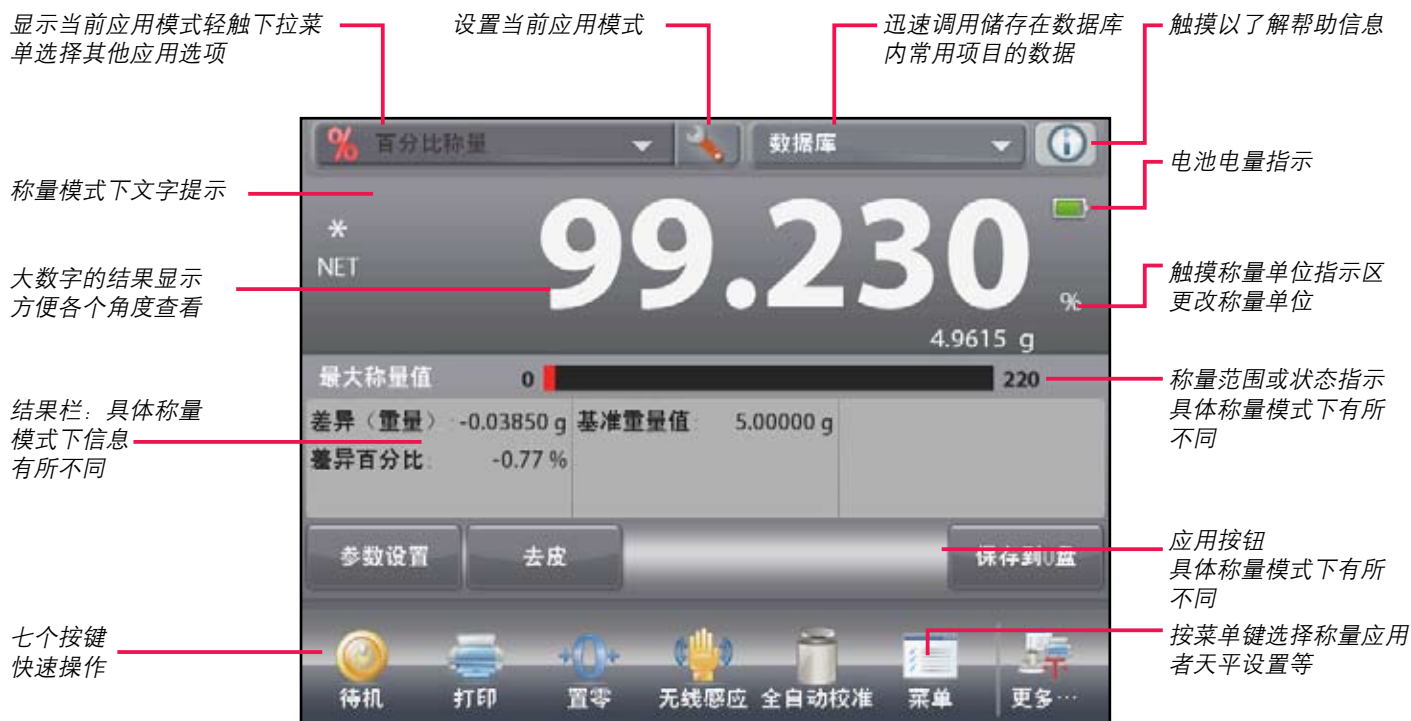 显示当前应用模式轻触下拉菜
单选择其他应用选项
设置当前应用模式
迅速调用储存在数据库
内常用项目的数据
触摸以了解帮助信息
% 百分比称量
数据库
称量模式下文字提示
电池电量指示
*
NET
99.230
%
4.9615 g
大数字的结果显示
方便各个角度查看
触摸称量单位指示区
更改称量单位
最大称量值 0 220
称量范围或状态指示
具体称量模式下有所
不同
结果栏：具体称量
模式下信息
有所不同
差异（重量） -0.03850 g
差异百分比: -0.77 %
基准重量值: 5.00000 g
参数设置
去皮
保存到U盘
应用按钮
具体称量模式下有所
不同
七个按键
快速操作
按菜单键选择称量应用
者天平设置等
待机
打印
置零
无线感应
全自动校准
菜单
更多…